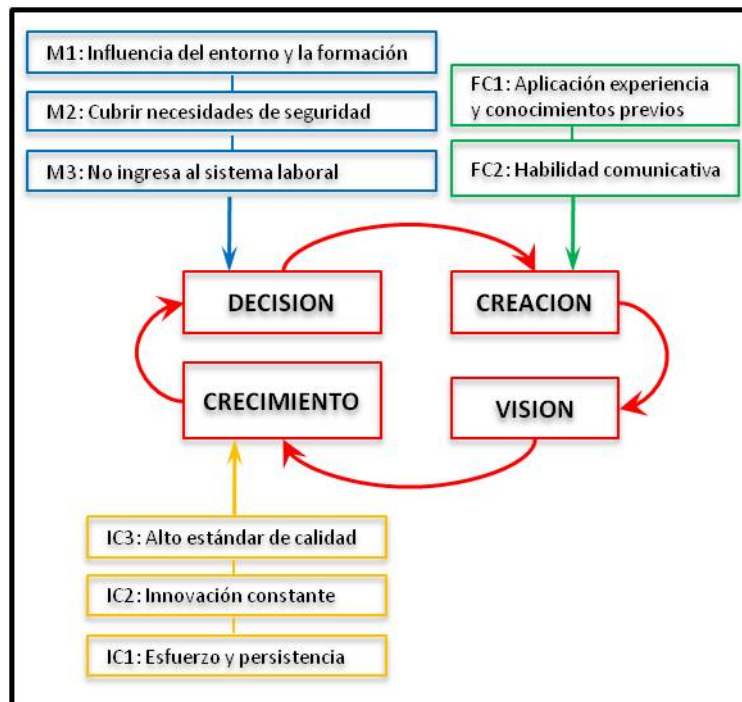 M1: Influencia del entorno y la formación
M2: Cubrir necesidades de seguridad
M3: No ingresa al sistema laboral
FC1: Aplicación experiencia
y conocimientos previos
FC2: Habilidad comunicativa
DECISION
CREACION
CRECIMIENTO
VISION
IC3: Alto estándar de calidad
IC2: Innovación constante
IC1: Esfuerzo y persistencia